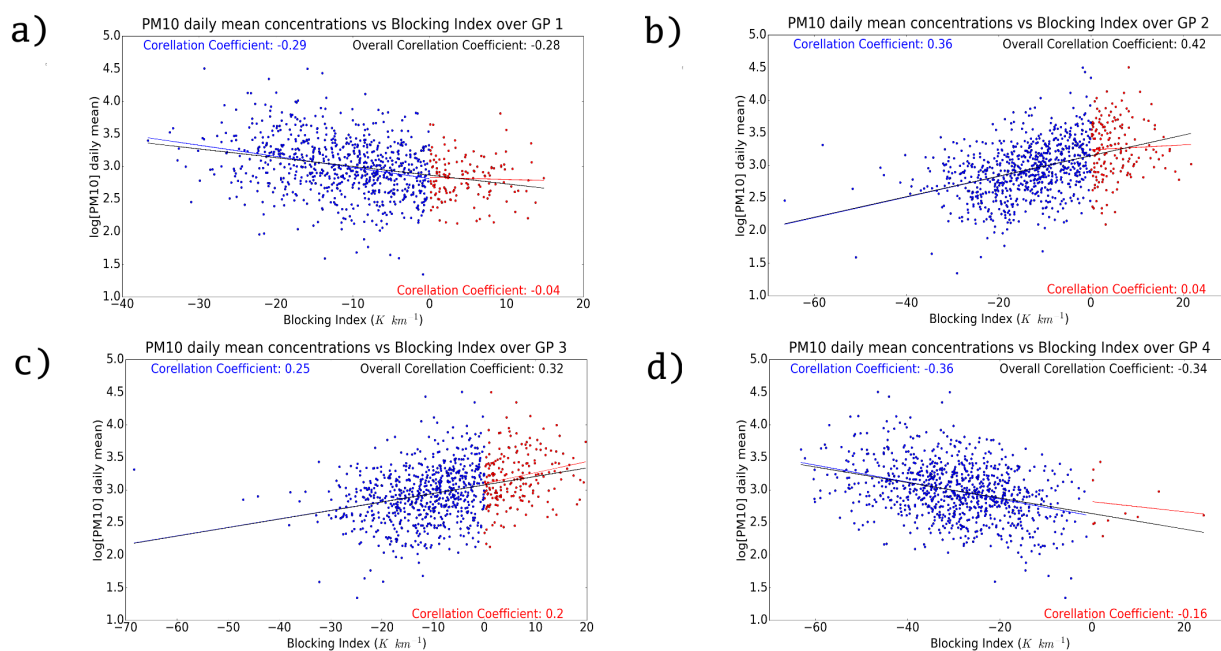 a)
PM10 daily mean concentrations vs Blocking Index over GP 1
Corellation Coefficient: -0.29
Overall Corellation Coefficient: -0.28
log[PM10] daily mean)
5.0
4.5
4.0
3.5
3.0
2.5
2.0
1.5
1.0
Corellation Coefficient: -0.04
−40 −30 −20 −10 0 10 20
Blocking Index (K km⁻¹)
b)
PM10 daily mean concentrations vs Blocking Index over GP 2
Corellation Coefficient: 0.36
Overall Corellation Coefficient: 0.42
log[PM10] daily mean)
5.0
4.5
4.0
3.5
3.0
2.5
2.0
1.5
1.0
Corellation Coefficient: 0.04
−60 −40 −20 0 20
Blocking Index (K km⁻¹)
c)
PM10 daily mean concentrations vs Blocking Index over GP 3
Corellation Coefficient: 0.25
Overall Corellation Coefficient: 0.32
log[PM10] daily mean)
5.0
4.5
4.0
3.5
3.0
2.5
2.0
1.5
1.0
Corellation Coefficient: 0.2
−70 −60 −50 −40 −30 −20 −10 0 10 20
Blocking Index (K km⁻¹)
d)
PM10 daily mean concentrations vs Blocking Index over GP 4
Corellation Coefficient: -0.36
Overall Corellation Coefficient: -0.34
log[PM10] daily mean)
5.0
4.5
4.0
3.5
3.0
2.5
2.0
1.5
1.0
Corellation Coefficient: -0.16
−60 −40 −20 0 20
Blocking Index (K km⁻¹)